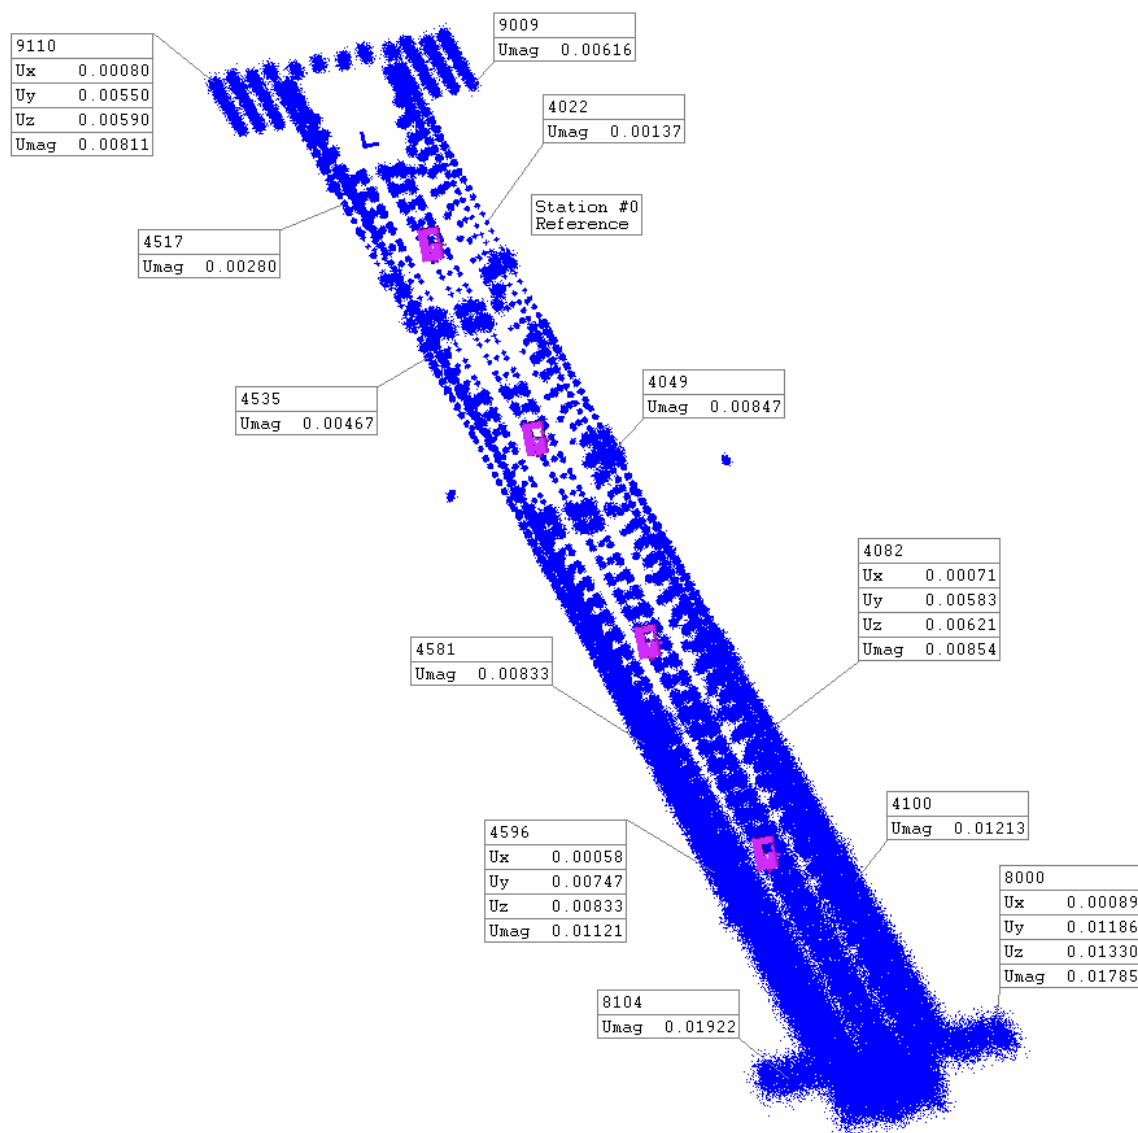 9009
Umag 0.00616
9110
Ux 0.00080
Uy 0.00550
Uz 0.00590
Umag 0.00811
4022
Umag 0.00137
Station #0
Reference
4517
Umag 0.00280
4049
Umag 0.00847
4535
Umag 0.00467
4082
Ux 0.00071
Uy 0.00583
Uz 0.00621
Umag 0.00854
4581
Umag 0.00833
4100
Umag 0.01213
4596
Ux 0.00058
Uy 0.00747
Uz 0.00833
Umag 0.01121
8000
Ux 0.00089
Uy 0.01186
Uz 0.01330
Umag 0.01785
8104
Umag 0.01922